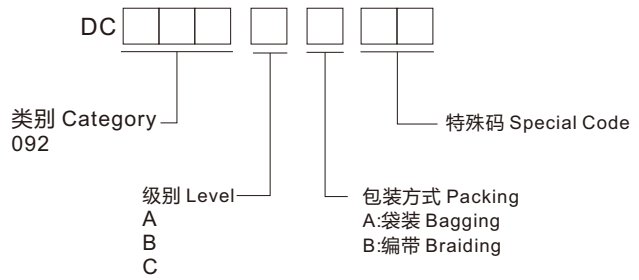 DC
类别 Category
092
特殊码 Special Code
级别 Level
A
B
C
包装方式 Packing
A:袋装 Bagging
B:编带 Braiding